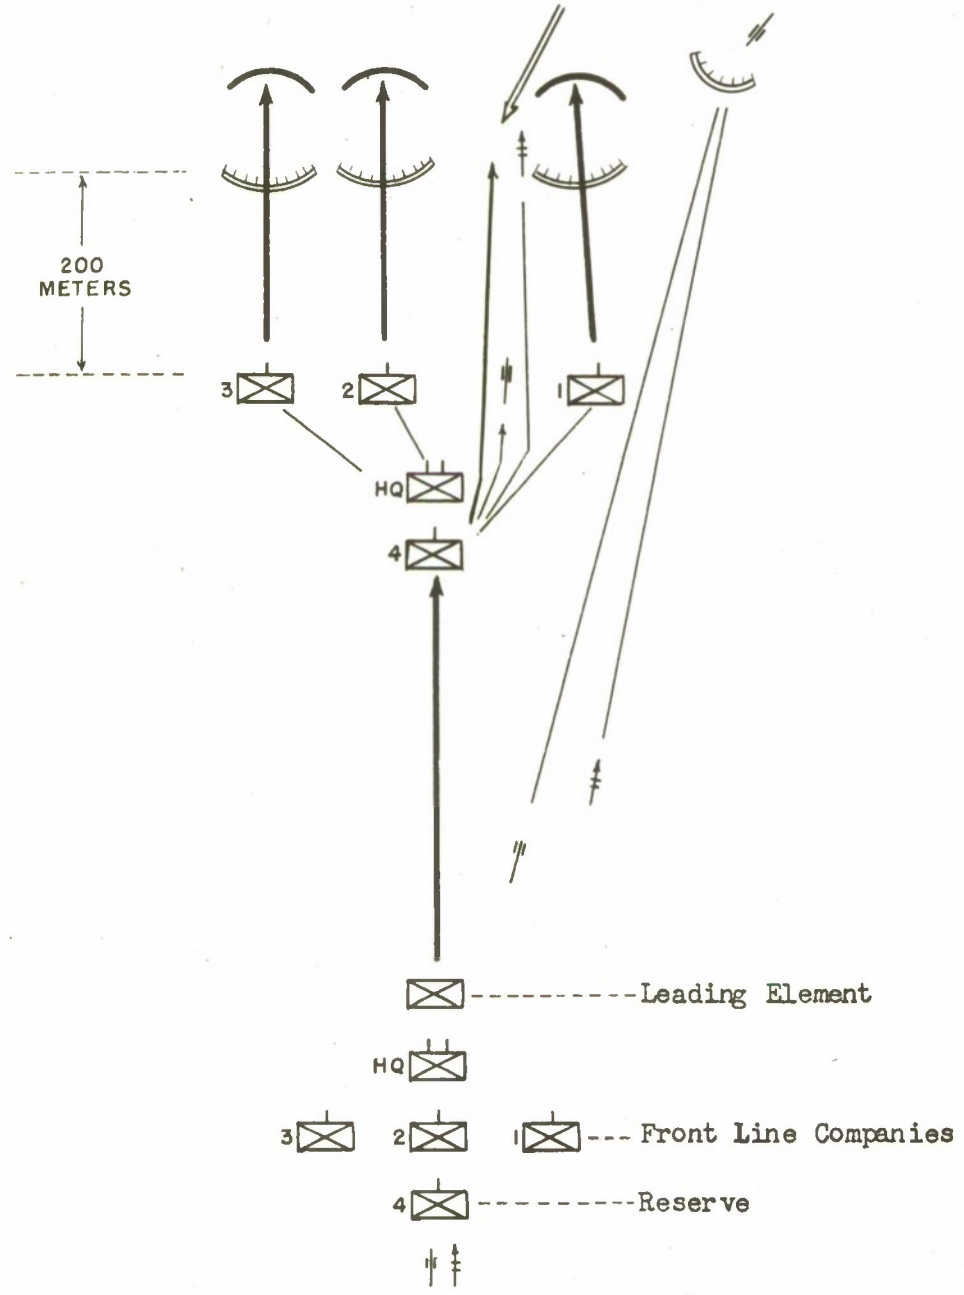 200
METERS
3
2
1
HQ
4
Leading Element
HQ
3
2
1
Front Line Companies
4
Reserve